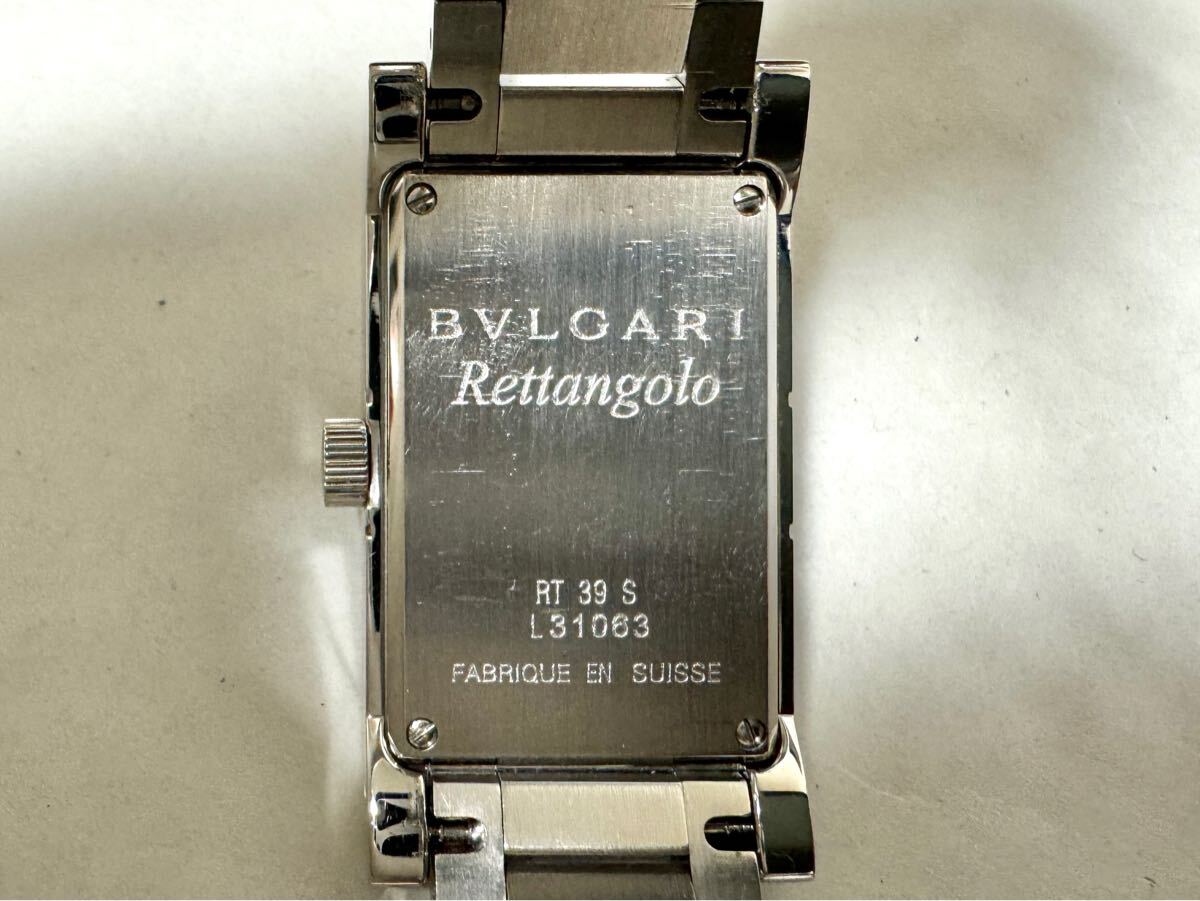 BVLGARI
Rettangolo
RT 39 S
L31063
FABRIQUE EN SUISSE